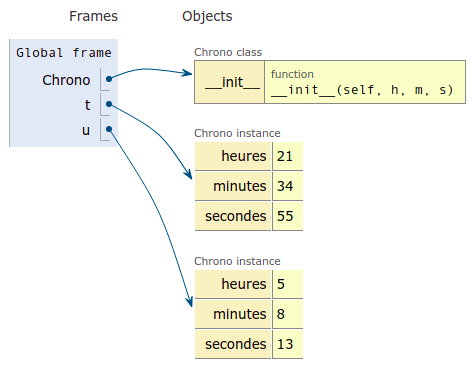 Frames Objects
Global frame
Chrono
t
u
Chrono class
__init__ function
__init__(self, h, m, s)
Chrono instance
heures 21
minutes 34
secondes 55
Chrono instance
heures 5
minutes 8
secondes 13